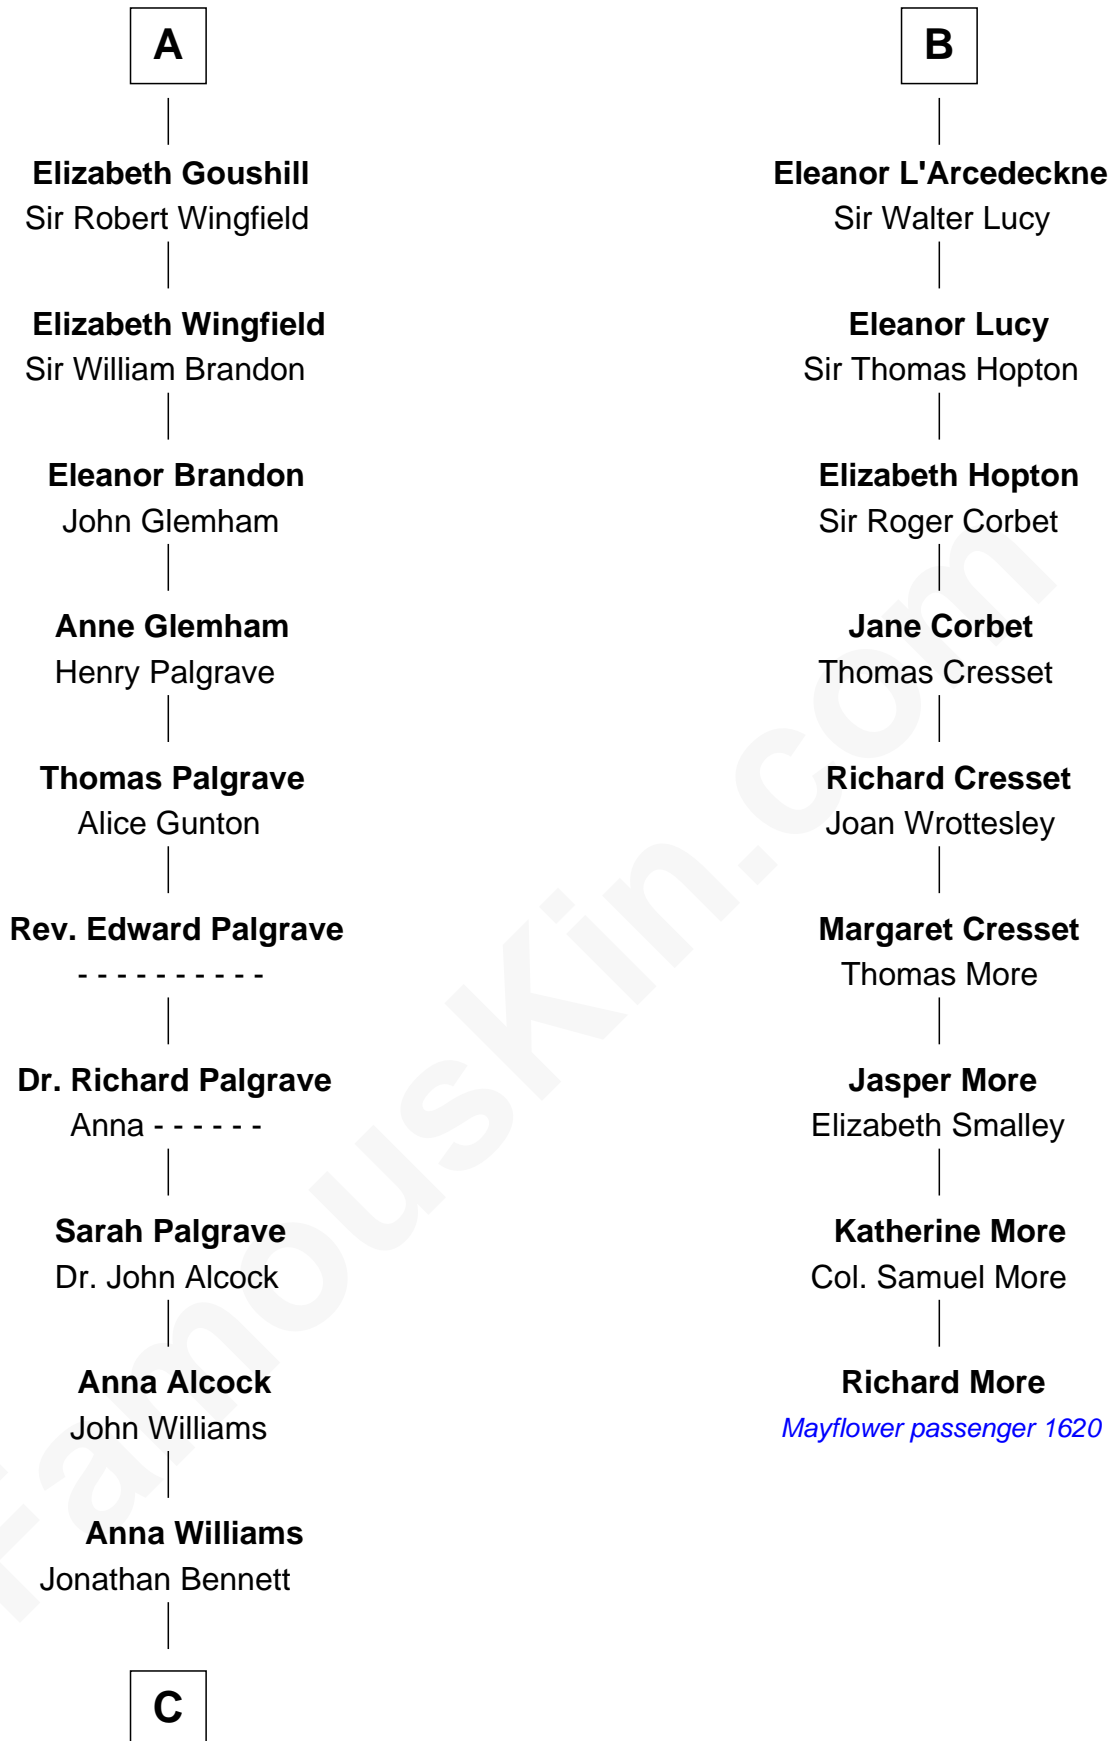 A
Elizabeth Goushill
Sir Robert Wingfield
Elizabeth Wingfield
Sir William Brandon
Eleanor Brandon
John Glemham
Anne Glemham
Henry Palgrave
Thomas Palgrave
Alice Gunton
Rev. Edward Palgrave
- - - - - - - - - -
Dr. Richard Palgrave
Anna - - - - - -
Sarah Palgrave
Dr. John Alcock
Anna Alcock
John Williams
Anna Williams
Jonathan Bennett
C
B
Eleanor L'Arcedeckne
Sir Walter Lucy
Eleanor Lucy
Sir Thomas Hopton
Elizabeth Hopton
Sir Roger Corbet
Jane Corbet
Thomas Cresset
Richard Cresset
Joan Wrottesley
Margaret Cresset
Thomas More
Jasper More
Elizabeth Smalley
Katherine More
Col. Samuel More
Richard More
Mayflower passenger 1620
FamousKin.com